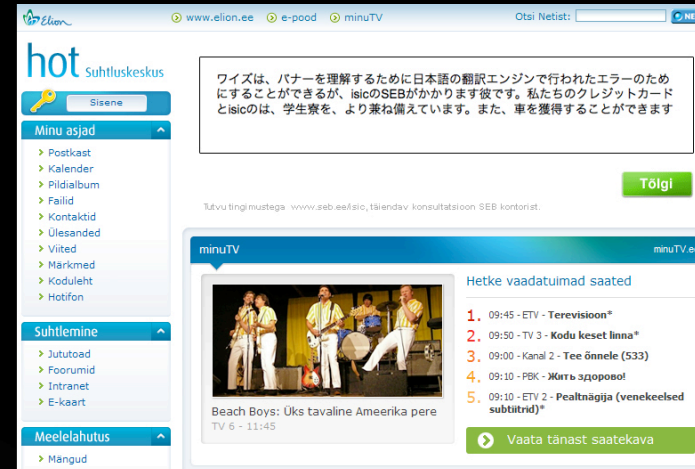 Elion
www.elion.ee
e-pood
minuTV
Otsi Netist:
hot Suhtluskeskus
Sisene
Minu asjad
Postkast
Kalender
Pildialbum
Failid
Kontaktid
Ülesanded
Viited
Märkmed
Koduleht
Hotifon
Suhtlemine
Jututoad
Foorumid
Intranet
E-kaart
Meelelahutus
Mängud
ワイズは、バナーを理解するために日本語の翻訳エンジンで行われたエラーのため
にすることができるが、isicのSEBがかかります彼です。私たちのクレジットカード
とisicのは、学生寮を、より兼ね備えています。また、車を獲得することができます
Tõlgi
Tutvu tingimustega www.seb.ee/isic, täiendav konsultatsioon SEB kontorist.
minuTV
minuTV.ee
Beach Boys: Üks tavaline Ameerika pere
TV 6 - 11:45
Hetke vaadatuimad saated
1. 09:45 - ETV - Terevisioon*
2. 09:50 - TV 3 - Kodu keset linna*
3. 09:00 - Kanal 2 - Tee õnnele (533)
4. 09:10 - PBK - Жить здорово!
5. 09:10 - ETV 2 - Pealtnägija (venekeelsed
subtiitrid)*
Vaata tänast saatekava